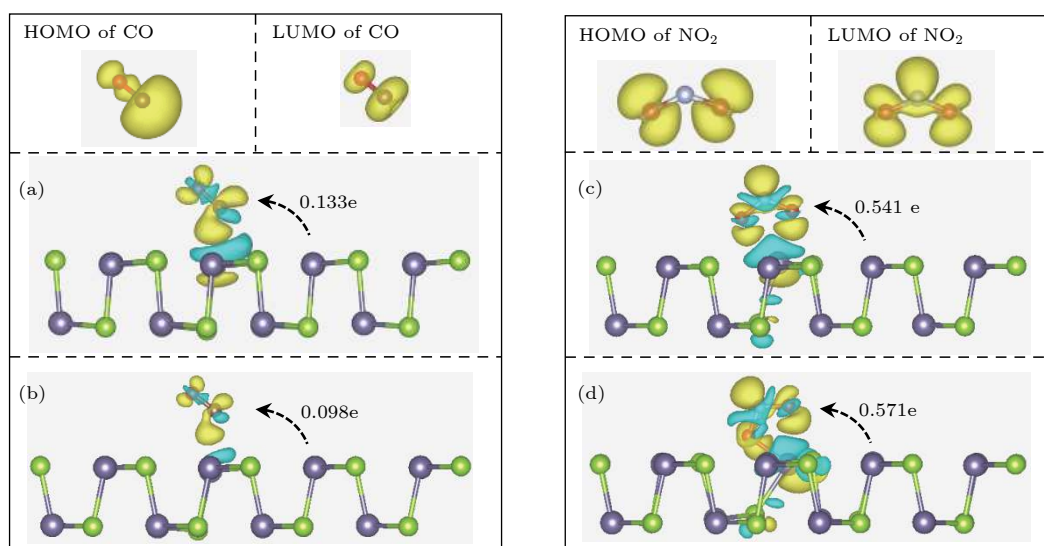 HOMO of CO
LUMO of CO
(a)
0.133e
(b)
0.098e
HOMO of NO₂
LUMO of NO₂
(c)
0.541 e
(d)
0.571e